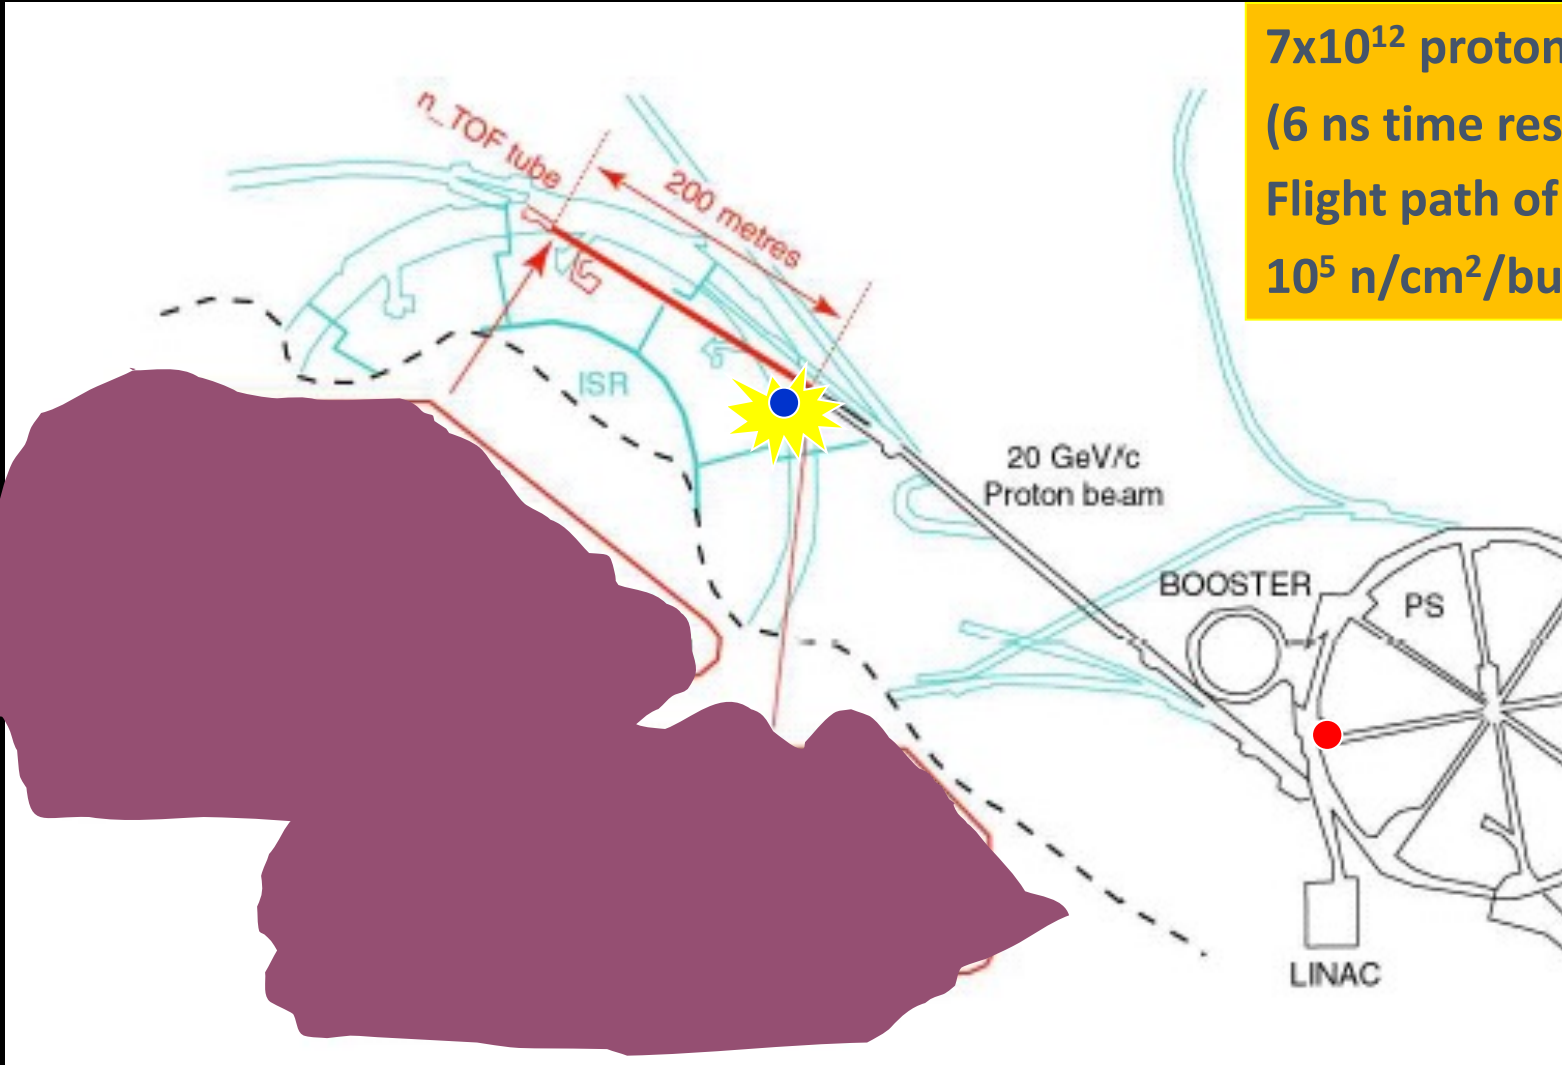 7x10¹² proton
(6 ns time res
Flight path of
10⁵ n/cm²/bu
n_TOF tube
200 metres
ISR
20 GeV/c
Proton beam
BOOSTER
PS
LINAC